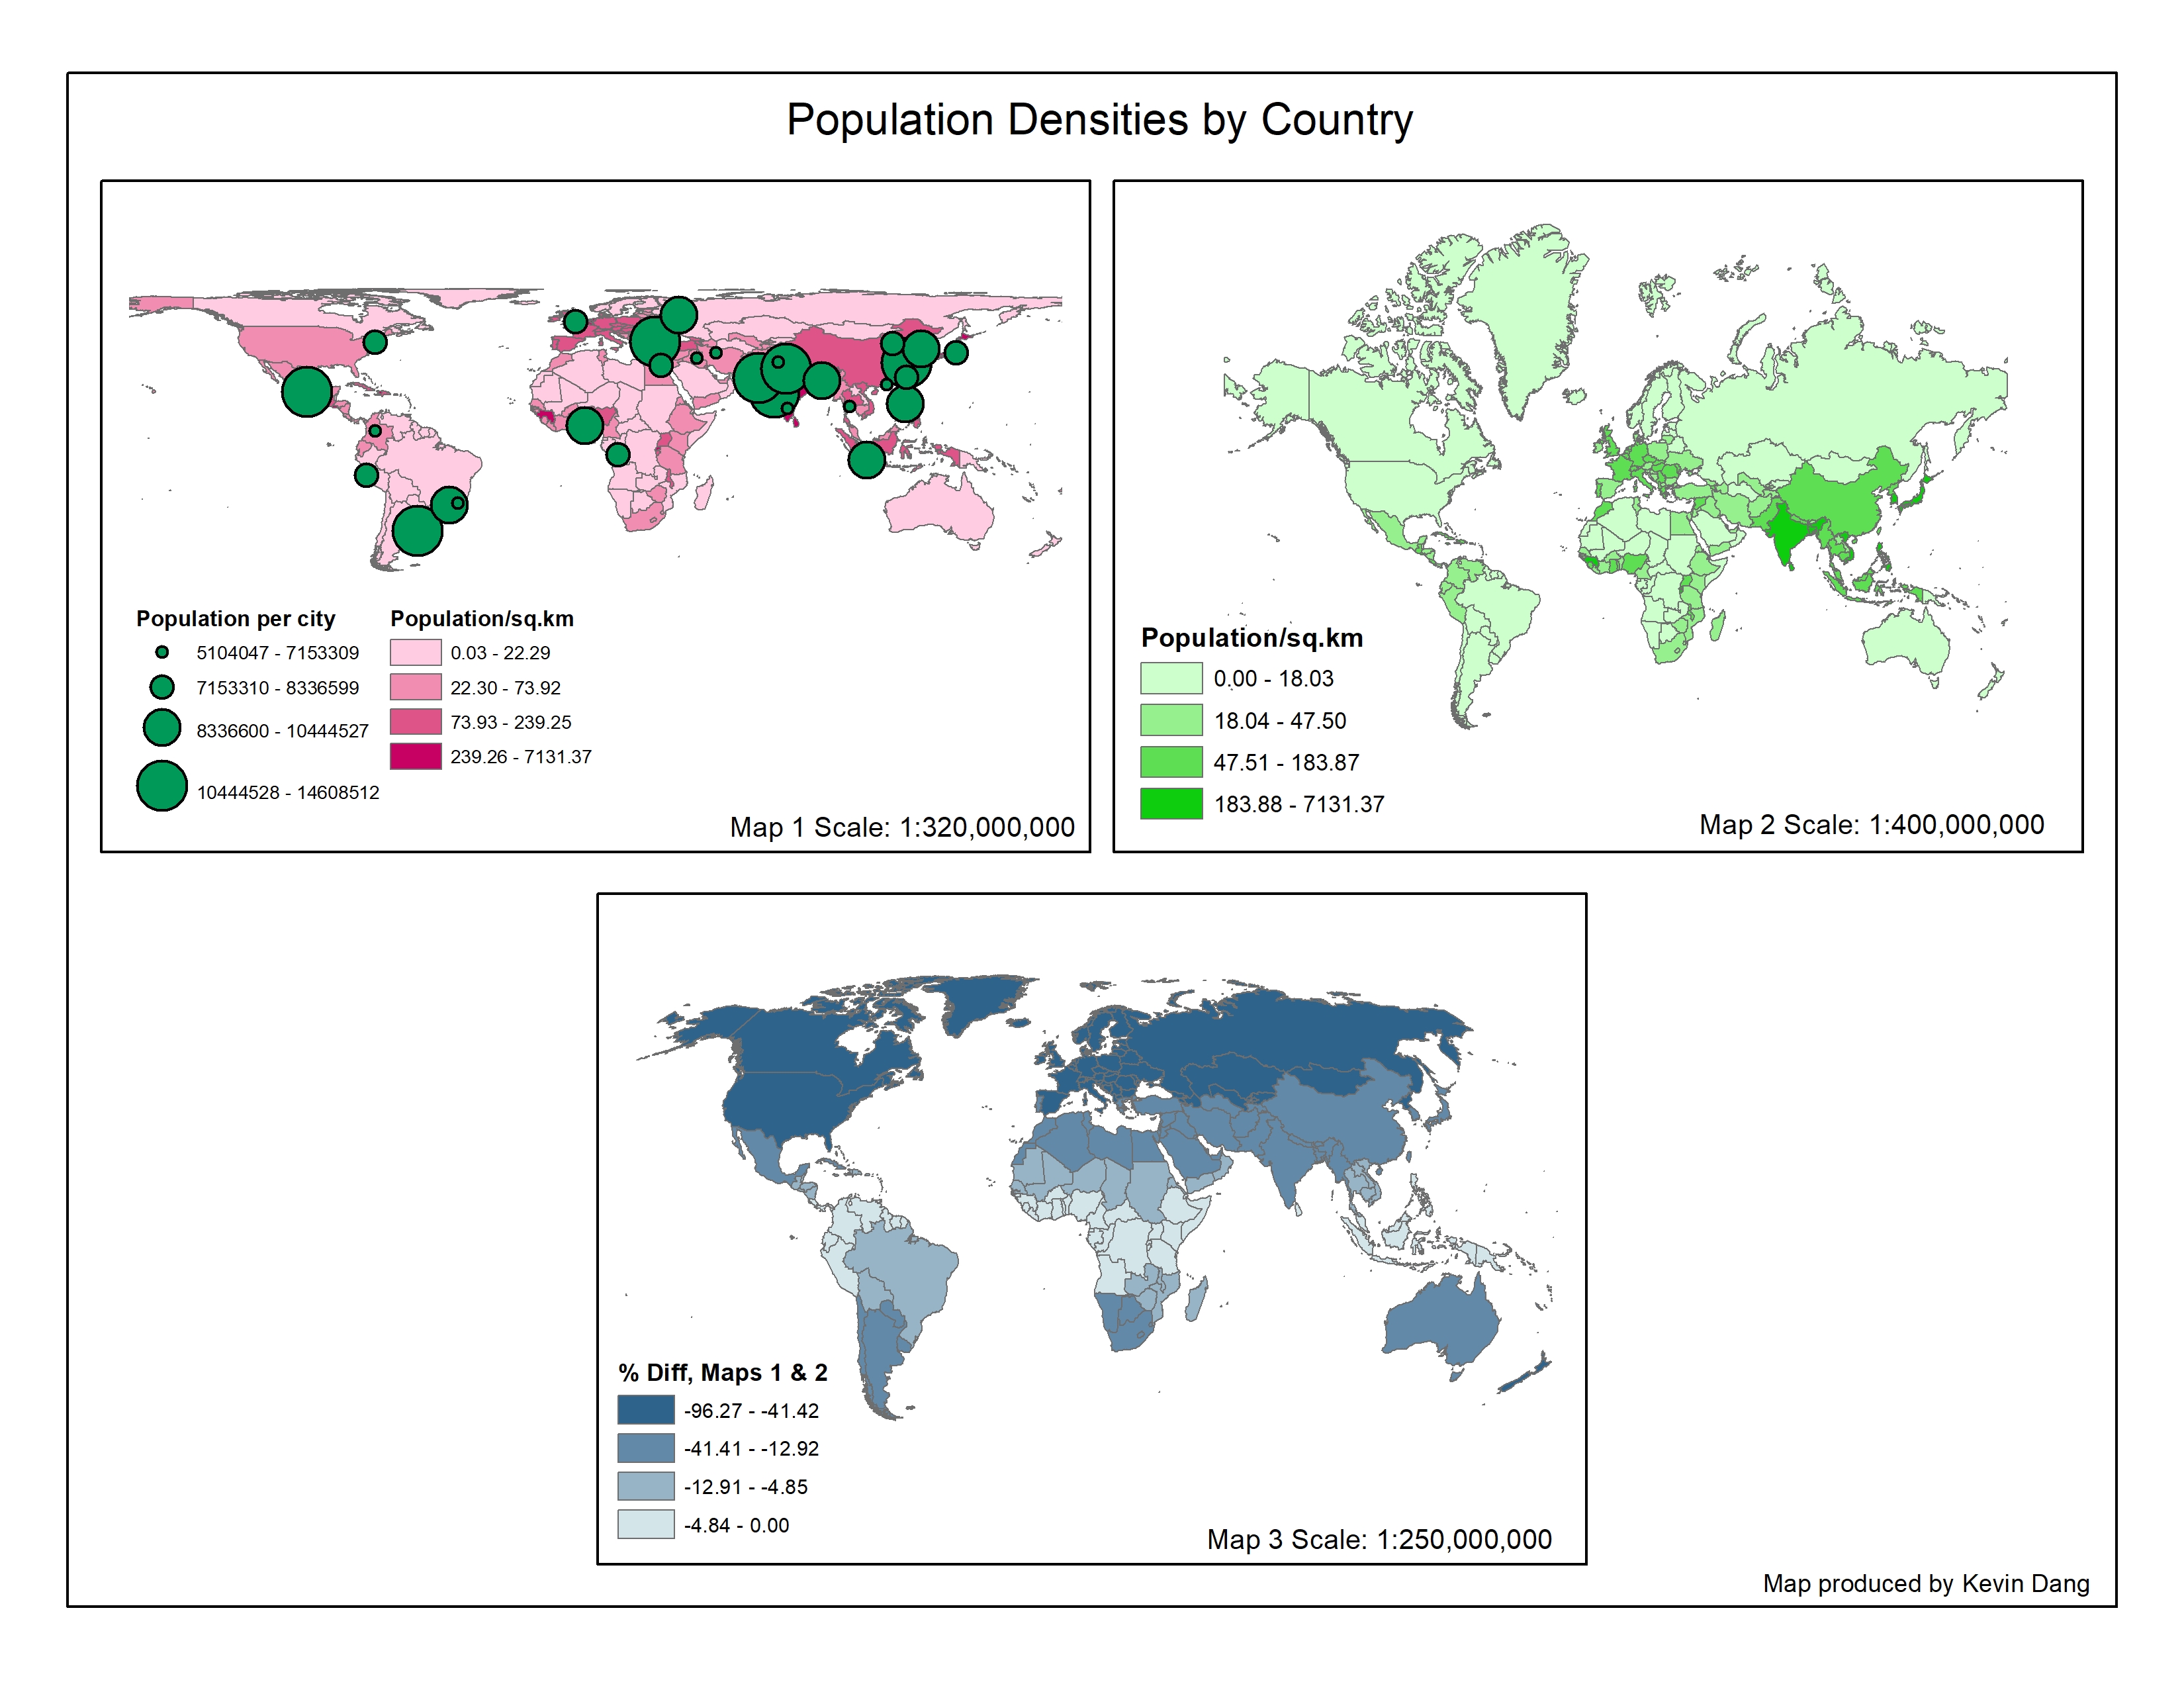 Population Densities by Country
Population per city
5104047 - 7153309
7153310 - 8336599
8336600 - 10444527
10444528 - 14608512
Population/sq.km
0.03 - 22.29
22.30 - 73.92
73.93 - 239.25
239.26 - 7131.37
Map 1 Scale: 1:320,000,000
Population/sq.km
0.00 - 18.03
18.04 - 47.50
47.51 - 183.87
183.88 - 7131.37
Map 2 Scale: 1:400,000,000
% Diff, Maps 1 & 2
-96.27 - -41.42
-41.41 - -12.92
-12.91 - -4.85
-4.84 - 0.00
Map 3 Scale: 1:250,000,000
Map produced by Kevin Dang